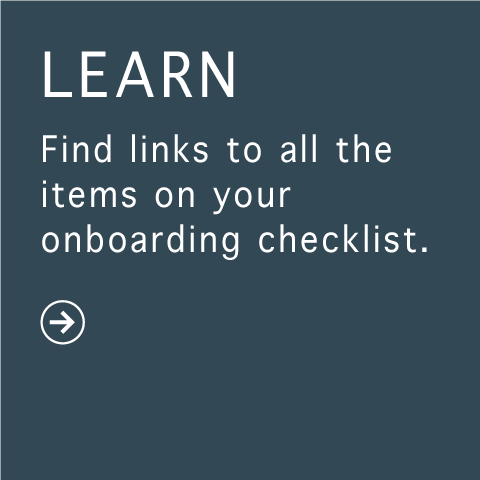 LEARN
Find links to all the
items on your
onboarding checklist.